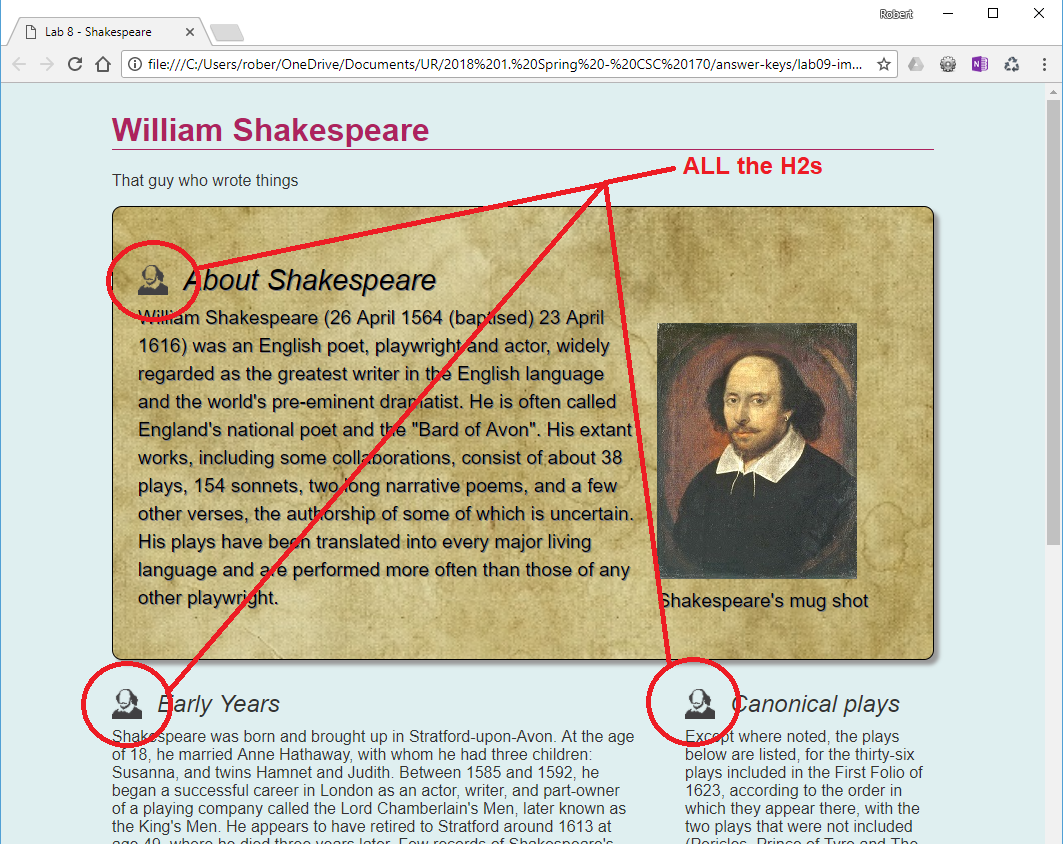 Robert
Lab 8 - Shakespeare
file:///C:/Users/rober/OneDrive/Documents/UR/2018%201.%20Spring%20-%20CSC%20170/answer-keys/lab09-im...
William Shakespeare
ALL the H2s
That guy who wrote things
About Shakespeare
William Shakespeare (26 April 1564 (baptised) 23 April
1616) was an English poet, playwright and actor, widely
regarded as the greatest writer in the English language
and the world's pre-eminent dramatist. He is often called
England's national poet and the "Bard of Avon". His extant
works, including some collaborations, consist of about 38
plays, 154 sonnets, two long narrative poems, and a few
other verses, the authorship of some of which is uncertain.
His plays have been translated into every major living
language and are performed more often than those of any
other playwright.
Shakespeare's mug shot
Early Years
Shakespeare was born and brought up in Stratford-upon-Avon. At the age
of 18, he married Anne Hathaway, with whom he had three children:
Susanna, and twins Hamnet and Judith. Between 1585 and 1592, he
began a successful career in London as an actor, writer, and part-owner
of a playing company called the Lord Chamberlain's Men, later known as
the King's Men. He appears to have retired to Stratford around 1613 at
age 49, where he died three years later. Few records of Shakespeare's
Canonical plays
Except where noted, the plays
below are listed, for the thirty-six
plays included in the First Folio of
1623, according to the order in
which they appear there, with the
two plays that were not included
(Pericles, Prince of Tyre and The